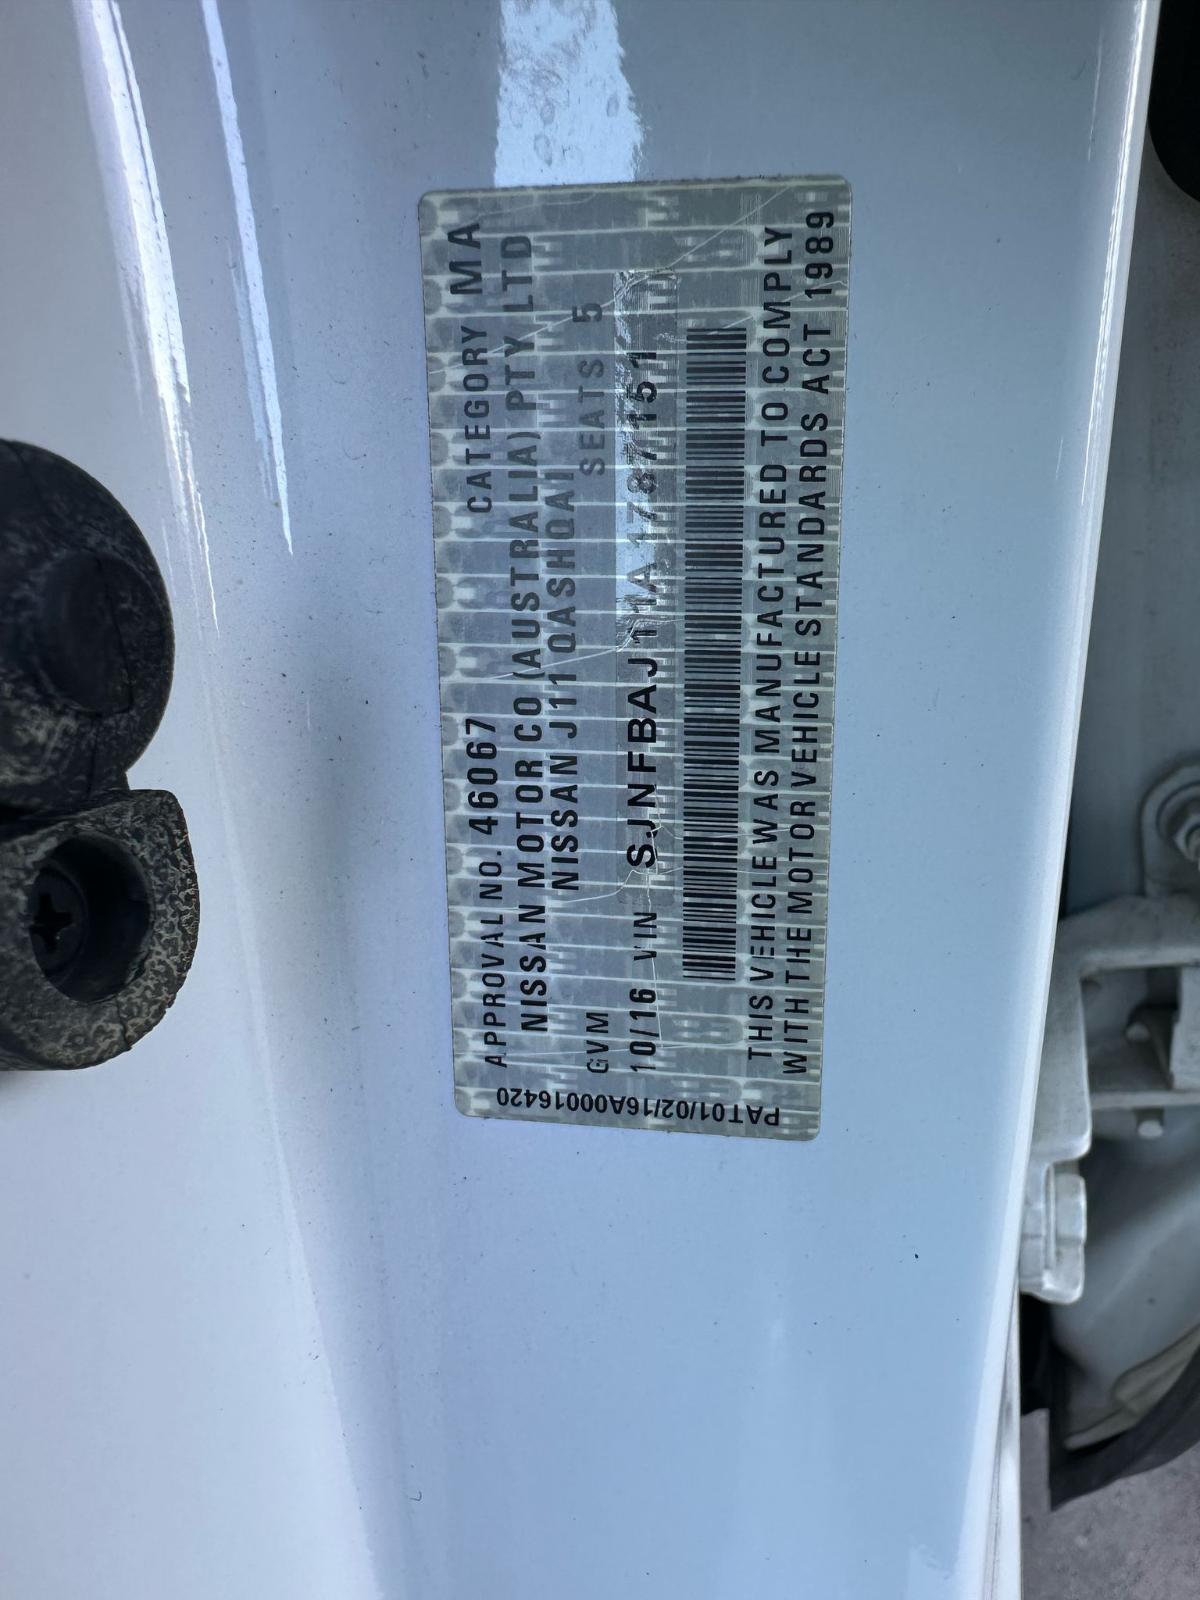 APPROVAL NO. 46067 CATEGORY MA
NISSAN MOTOR CO (AUSTRALIA) PTY LTD
NISSAN J11 QASHQAI
GVM SEATS 5
10/16 VIN SJNFBAJ11A1787151
THIS VEHICLE WAS MANUFACTURED TO COMPLY
WITH THE MOTOR VEHICLE STANDARDS ACT 1989
PAT01/02/16A00016420